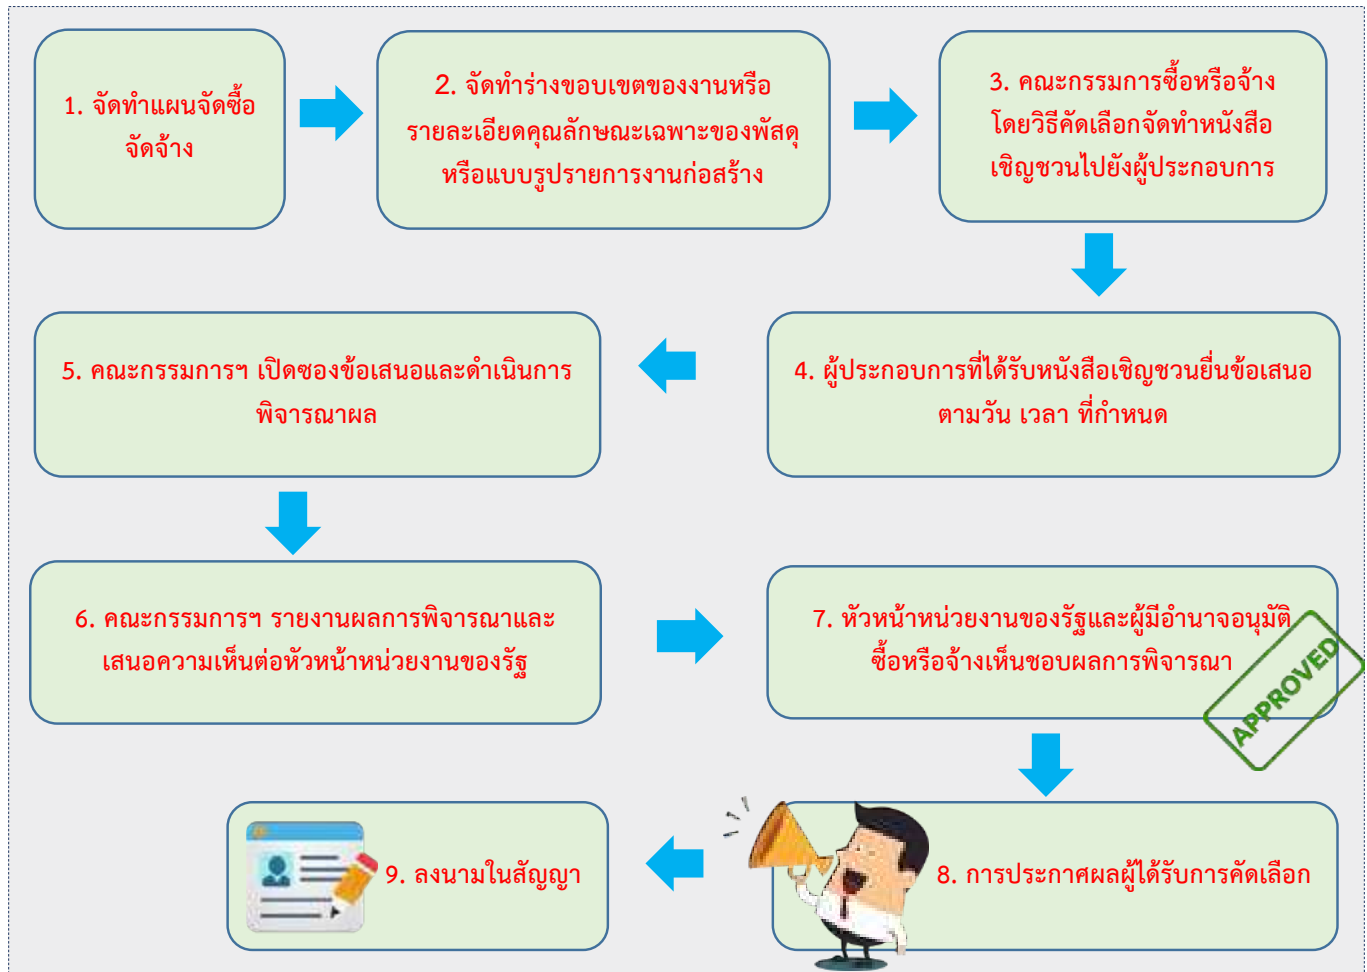 1. จัดทำแผนจัดซื้อ
จัดจ้าง
2. จัดทำร่างขอบเขตของงานหรือ
รายละเอียดคุณลักษณะเฉพาะของพัสดุ
หรือแบบรูปรายการงานก่อสร้าง
3. คณะกรรมการซื้อหรือจ้าง
โดยวิธีคัดเลือกจัดทำหนังสือ
เชิญชวนไปยังผู้ประกอบการ
4. ผู้ประกอบการที่ได้รับหนังสือเชิญชวนยื่นข้อเสนอ
ตามวัน เวลา ที่กำหนด
5. คณะกรรมการฯ เปิดซองข้อเสนอและดำเนินการ
พิจารณาผล
6. คณะกรรมการฯ รายงานผลการพิจารณาและ
เสนอความเห็นต่อหัวหน้าหน่วยงานของรัฐ
7. หัวหน้าหน่วยงานของรัฐและผู้มีอำนาจอนุมัติ
ซื้อหรือจ้างเห็นชอบผลการพิจารณา
APPROVED
8. การประกาศผลผู้ได้รับการคัดเลือก
9. ลงนามในสัญญา